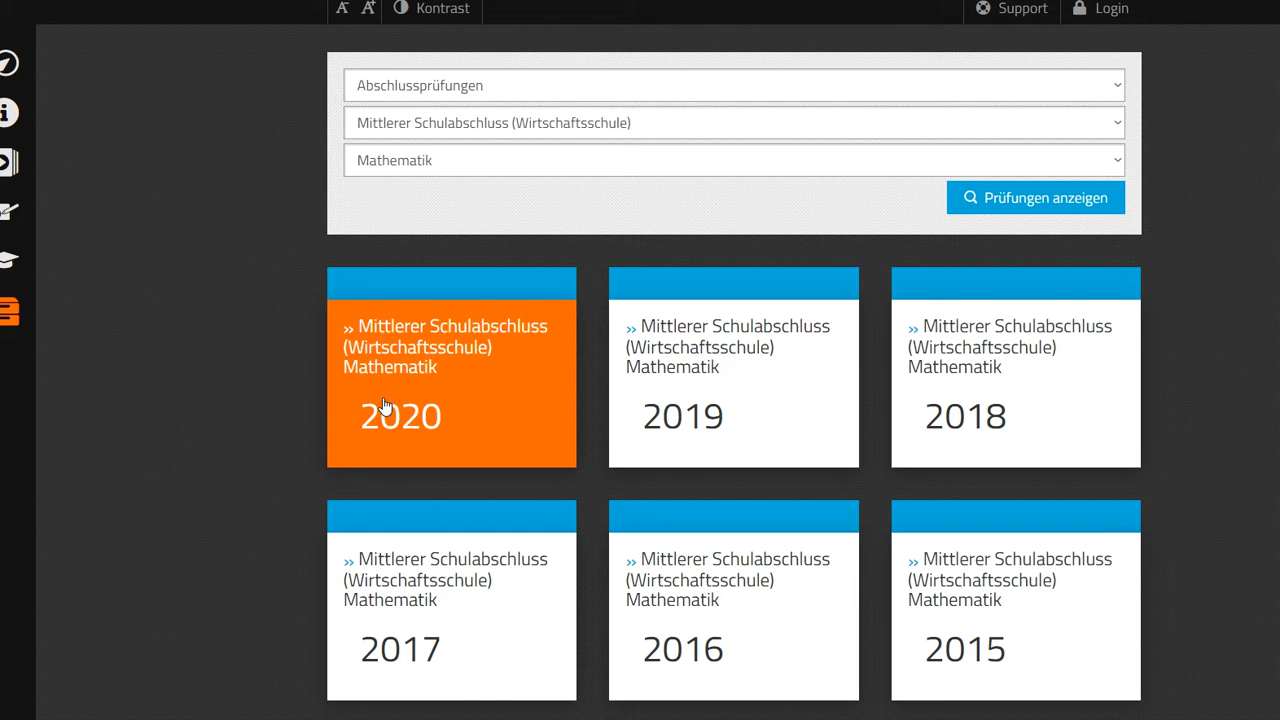 A- A+ Kontrast Support Login
Abschlussprüfungen
Mittlerer Schulabschluss (Wirtschaftsschule)
Mathematik
Prüfungen anzeigen
» Mittlerer Schulabschluss
(Wirtschaftsschule)
Mathematik
2020
» Mittlerer Schulabschluss
(Wirtschaftsschule)
Mathematik
2019
» Mittlerer Schulabschluss
(Wirtschaftsschule)
Mathematik
2018
» Mittlerer Schulabschluss
(Wirtschaftsschule)
Mathematik
2017
» Mittlerer Schulabschluss
(Wirtschaftsschule)
Mathematik
2016
» Mittlerer Schulabschluss
(Wirtschaftsschule)
Mathematik
2015